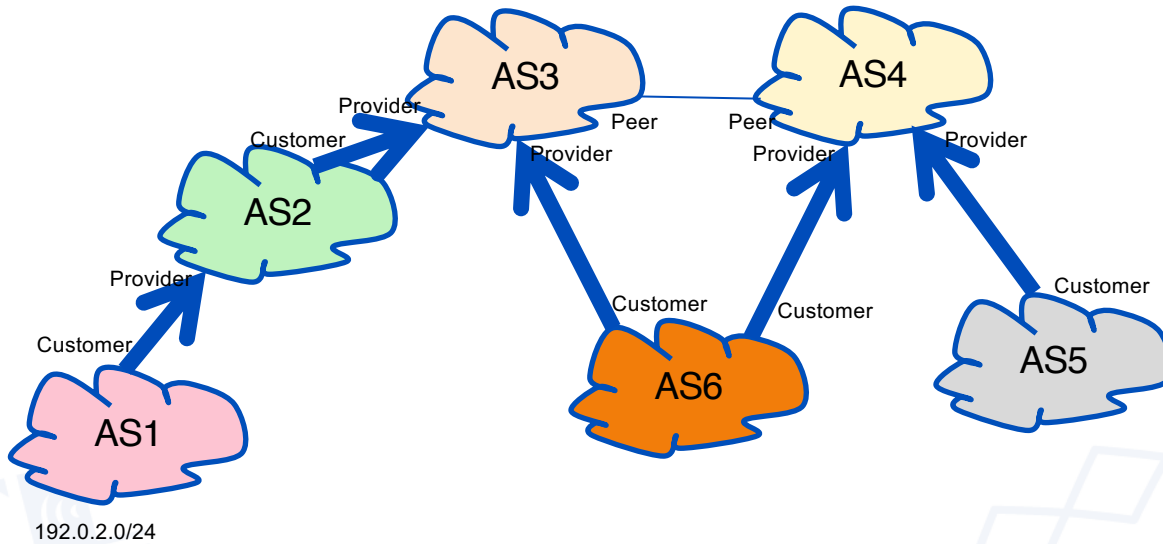 AS3
AS4
Provider
Peer
Peer
Customer
Provider
Provider
Provider
AS2
Provider
Customer
Customer
Customer
Customer
AS6
AS5
AS1
192.0.2.0/24